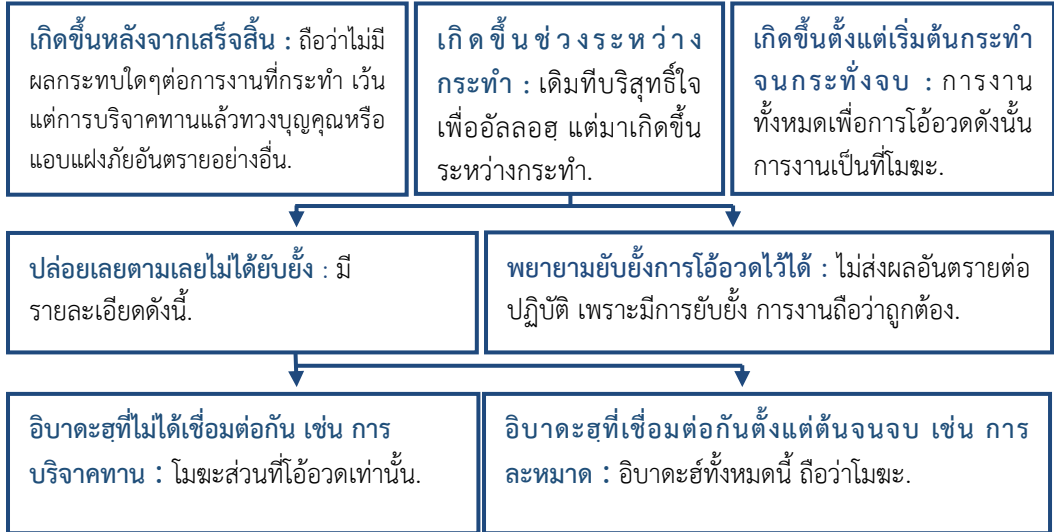 เกิดขึ้นหลังจากเสร็จสิ้น : ถือว่าไม่มี
ผลกระทบใดๆต่อการงานที่กระทำ เว้น
แต่การบริจาคทานแล้วทวงบุญคุณหรือ
แอบแฝงภัยอันตรายอย่างอื่น.
เกิดขึ้นช่วงระหว่าง
กระทำ : เดิมทีบริสุทธิ์ใจ
เพื่ออัลลอฮฺ แต่มาเกิดขึ้น
ระหว่างกระทำ.
เกิดขึ้นตั้งแต่เริ่มต้นกระทำ
จนกระทั่งจบ : การงาน
ทั้งหมดเพื่อการโอ้อวดดังนั้น
การงานเป็นที่โมฆะ.
ปล่อยเลยตามเลยไม่ได้ยับยั้ง : มี
รายละเอียดดังนี้.
พยายามยับยั้งการโอ้อวดไว้ได้ : ไม่ส่งผลอันตรายต่อ
ปฏิบัติ เพราะมีการยับยั้ง การงานถือว่าถูกต้อง.
อิบาดะฮฺที่ไม่ได้เชื่อมต่อกัน เช่น การ
บริจาคทาน : โมฆะส่วนที่โอ้อวดเท่านั้น.
อิบาดะฮฺที่เชื่อมต่อกันตั้งแต่ต้นจนจบ เช่น การ
ละหมาด : อิบาดะฮ์ทั้งหมดนี้ ถือว่าโมฆะ.